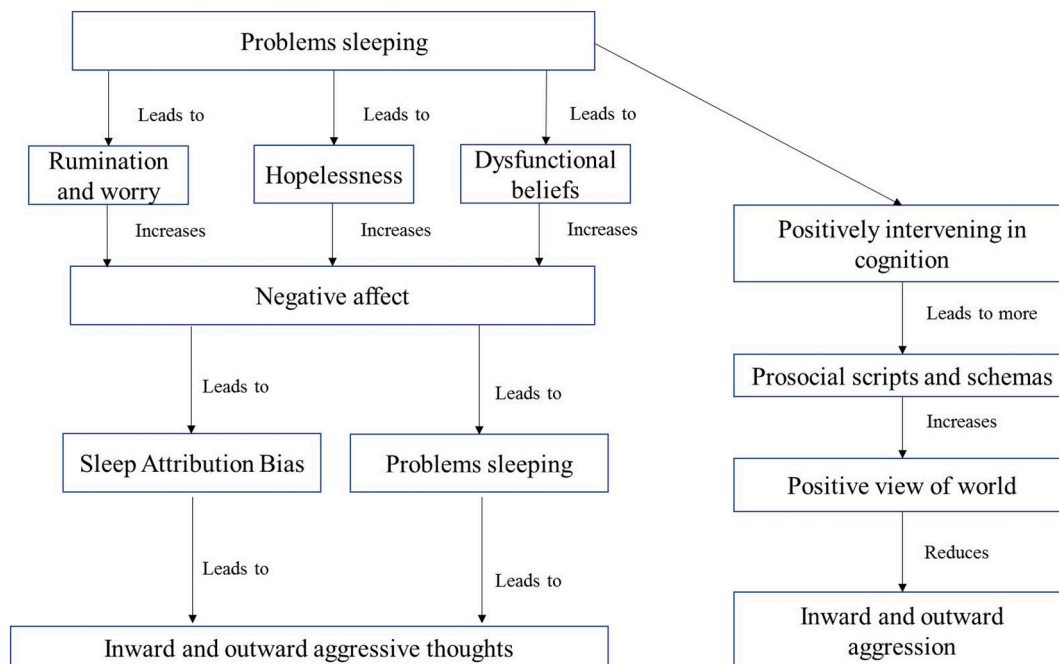 Problems sleeping
Leads to
Leads to
Leads to
Rumination
and worry
Hopelessness
Dysfunctional
beliefs
Increases
Increases
Increases
Negative affect
Leads to
Leads to
Sleep Attribution Bias
Problems sleeping
Leads to
Leads to
Inward and outward aggressive thoughts
Positively intervening in
cognition
Leads to more
Prosocial scripts and schemas
Increases
Positive view of world
Reduces
Inward and outward
aggression